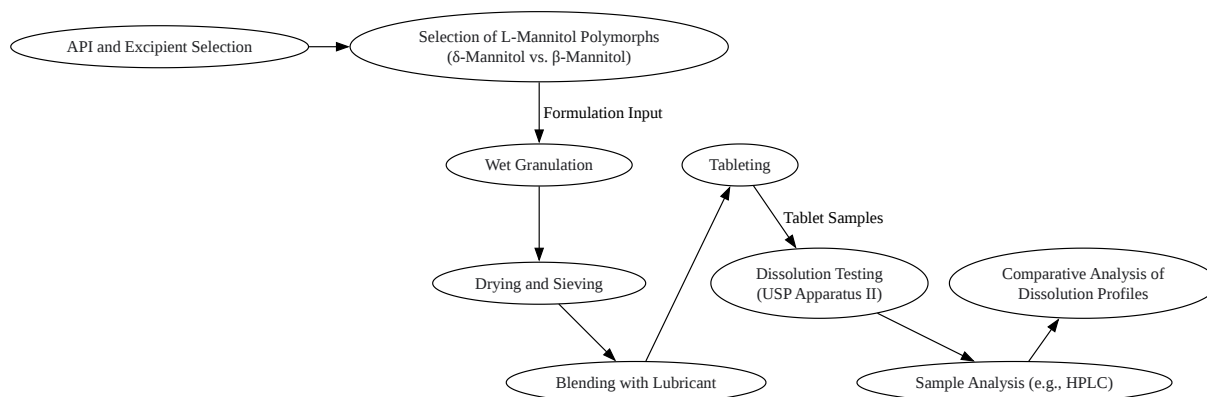 API and Excipient Selection
Selection of L-Mannitol Polymorphs
(δ-Mannitol vs. β-Mannitol)
Formulation Input
Wet Granulation
Drying and Sieving
Blending with Lubricant
Tableting
Tablet Samples
Dissolution Testing
(USP Apparatus II)
Sample Analysis (e.g., HPLC)
Comparative Analysis of
Dissolution Profiles